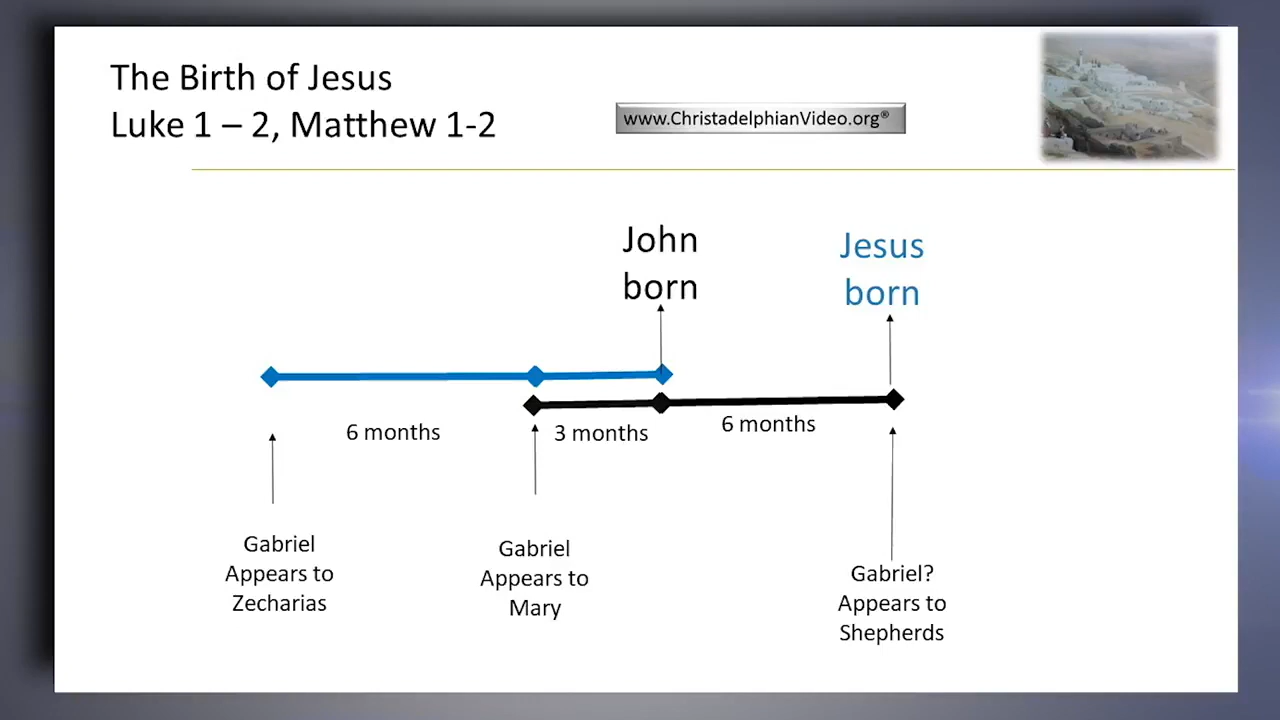 The Birth of Jesus
Luke 1 – 2, Matthew 1-2
www.ChristadelphianVideo.org®
John
born
Jesus
born
6 months
3 months
6 months
Gabriel
Appears to
Zecharias
Gabriel
Appears to
Mary
Gabriel?
Appears to
Shepherds